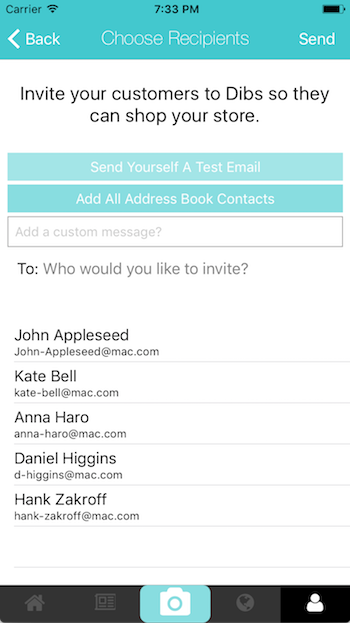 Carrier 7:33 PM
Back Choose Recipients Send
Invite your customers to Dibs so they
can shop your store.
Send Yourself A Test Email
Add All Address Book Contacts
Add a custom message?
To: Who would you like to invite?
John Appleseed
John-Appleseed@mac.com
Kate Bell
kate-bell@mac.com
Anna Haro
anna-haro@mac.com
Daniel Higgins
d-higgins@mac.com
Hank Zakroff
hank-zakroff@mac.com